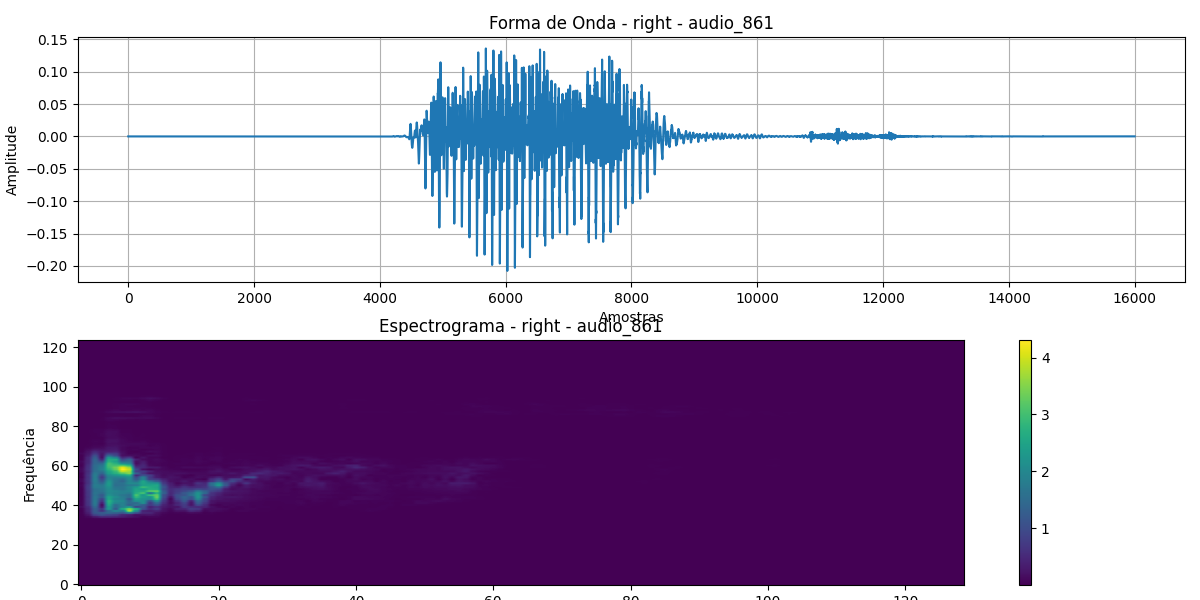 Forma de Onda - right - audio_861
0.15
0.10
0.05
0.00
−0.05
−0.10
−0.15
−0.20
Amplitude
0 2000 4000 6000 8000 10000 12000 14000 16000
Amostras
Espectrograma - right - audio_861
120
100
80
60
40
20
0
Frequência
0 20 40 60 80 100 120
4
3
2
1